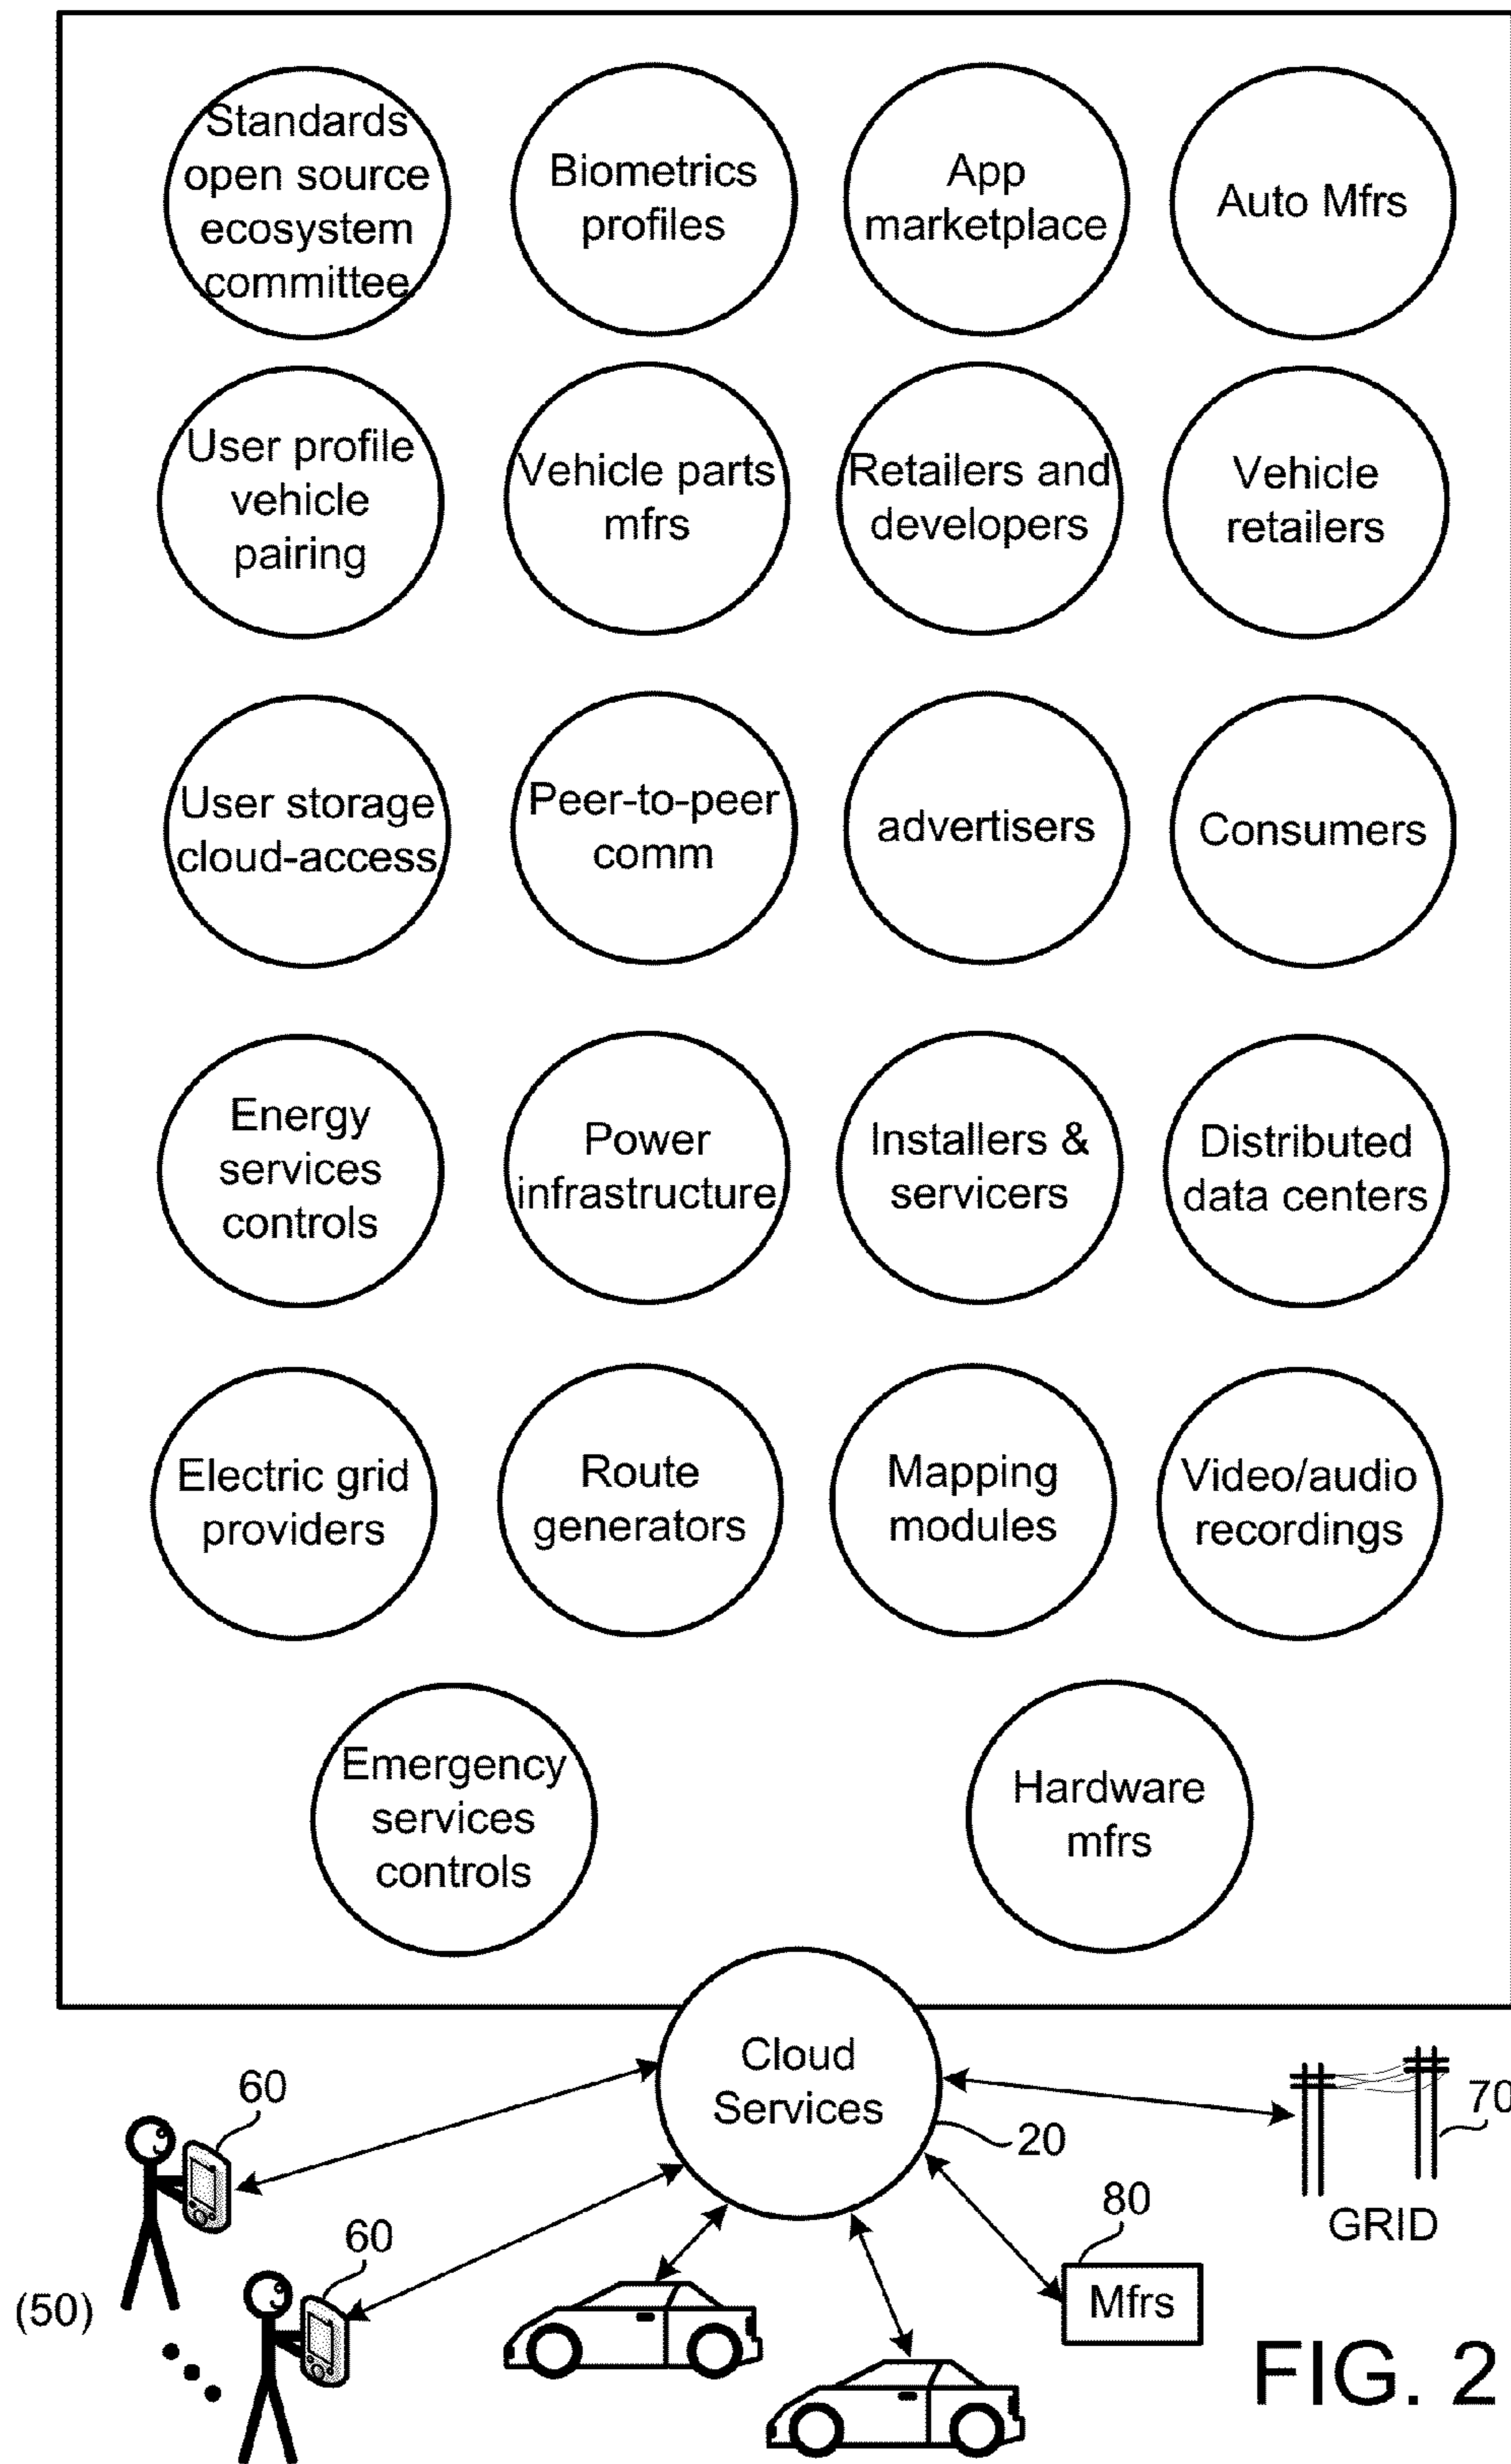 Standards
open source
ecosystem
committee
Biometrics
profiles
App
marketplace
Auto Mfrs
User profile
vehicle
pairing
Vehicle parts
mfrs
Retailers and
developers
Vehicle
retailers
User storage
cloud-access
Peer-to-peer
comm
advertisers
Consumers
Energy
services
controls
Power
infrastructure
Installers &
servicers
Distributed
data centers
Electric grid
providers
Route
generators
Mapping
modules
Video/audio
recordings
Emergency
services
controls
Hardware
mfrs
Cloud
Services
20
60
60
(50)
70
GRID
80
Mfrs
FIG. 2